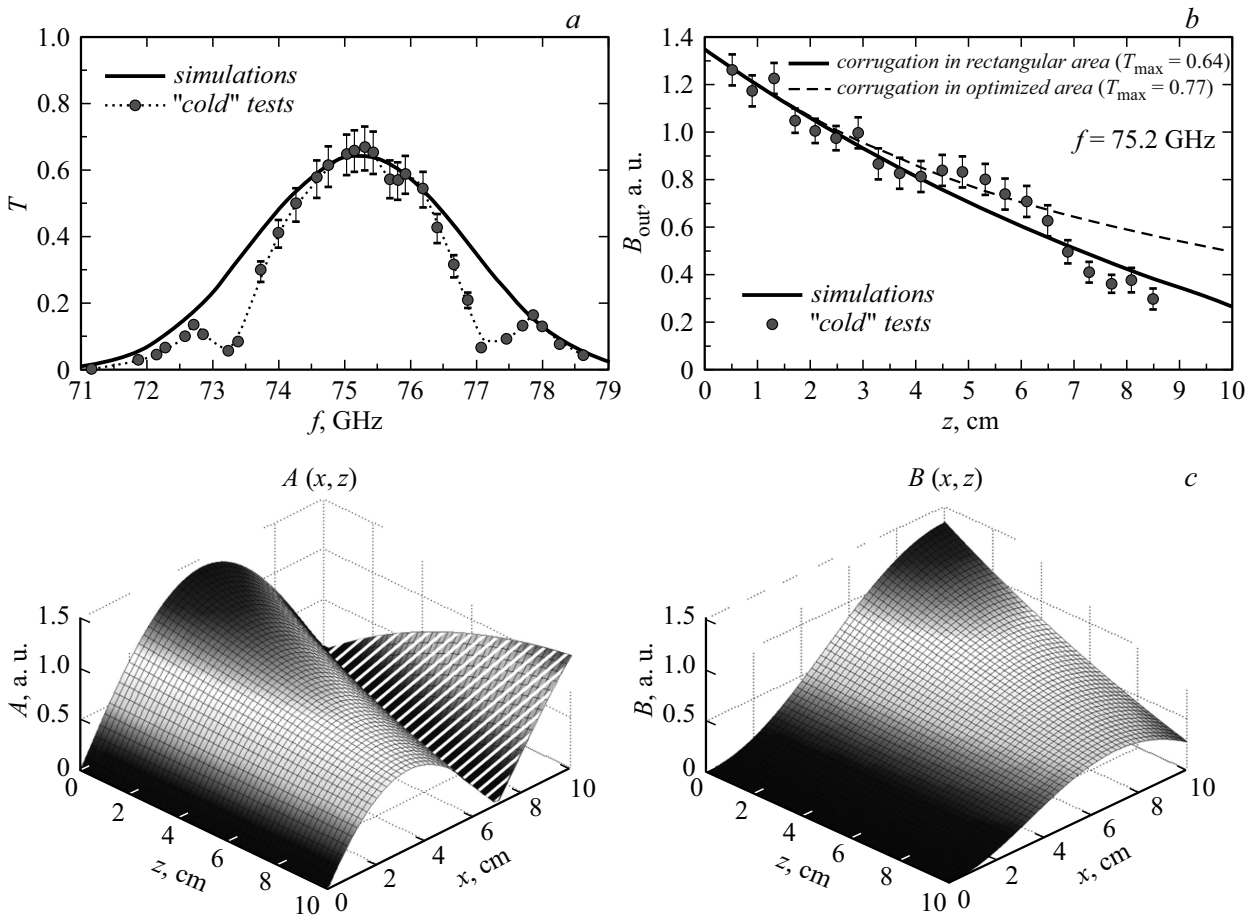 a
1.0
0.8
0.6
0.4
0.2
0
T
simulations
"cold" tests
71 72 73 74 75 76 77 78 79
f, GHz
b
1.4
1.2
1.0
0.8
0.6
0.4
0.2
0
B_out, a. u.
corrugation in rectangular area (T_max = 0.64)
corrugation in optimized area (T_max = 0.77)
f = 75.2 GHz
simulations
"cold" tests
0 1 2 3 4 5 6 7 8 9 10
z, cm
A (x, z)
1.5
1.0
0.5
0
A, a. u.
0 2 4 6 8 10
z, cm
0 2 4 6 8 10
x, cm
B (x, z)
c
1.5
1.0
0.5
0
B, a. u.
0 2 4 6 8 10
z, cm
0 2 4 6 8 10
x, cm